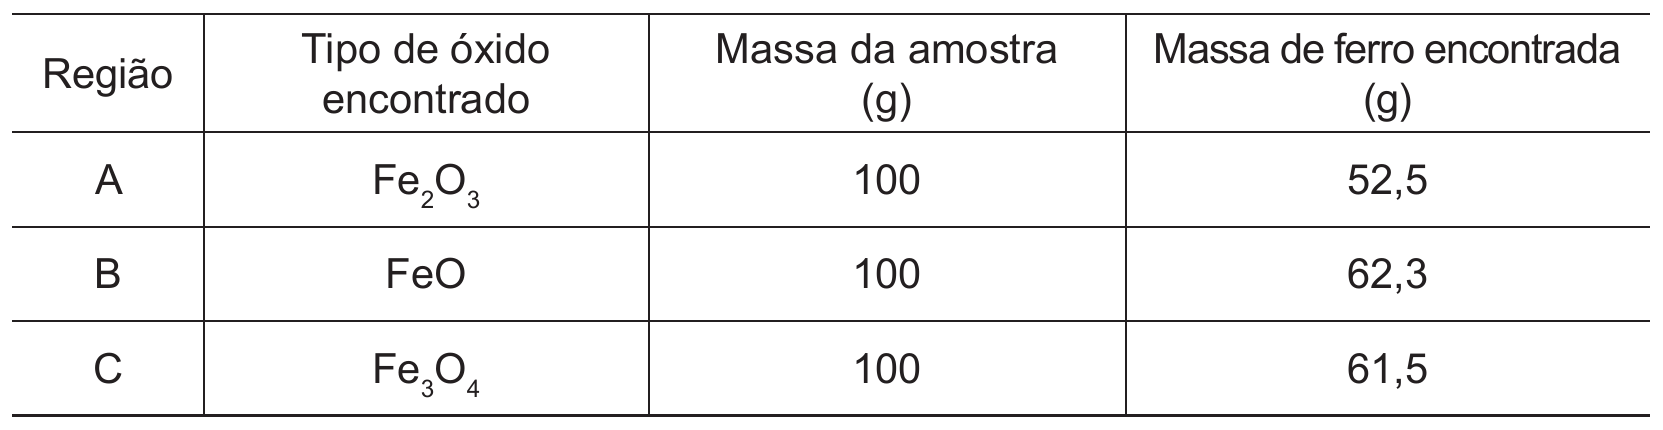 Região
Tipo de óxido
encontrado
Massa da amostra
(g)
Massa de ferro encontrada
(g)
A
Fe₂O₃
100
52,5
B
FeO
100
62,3
C
Fe₃O₄
100
61,5